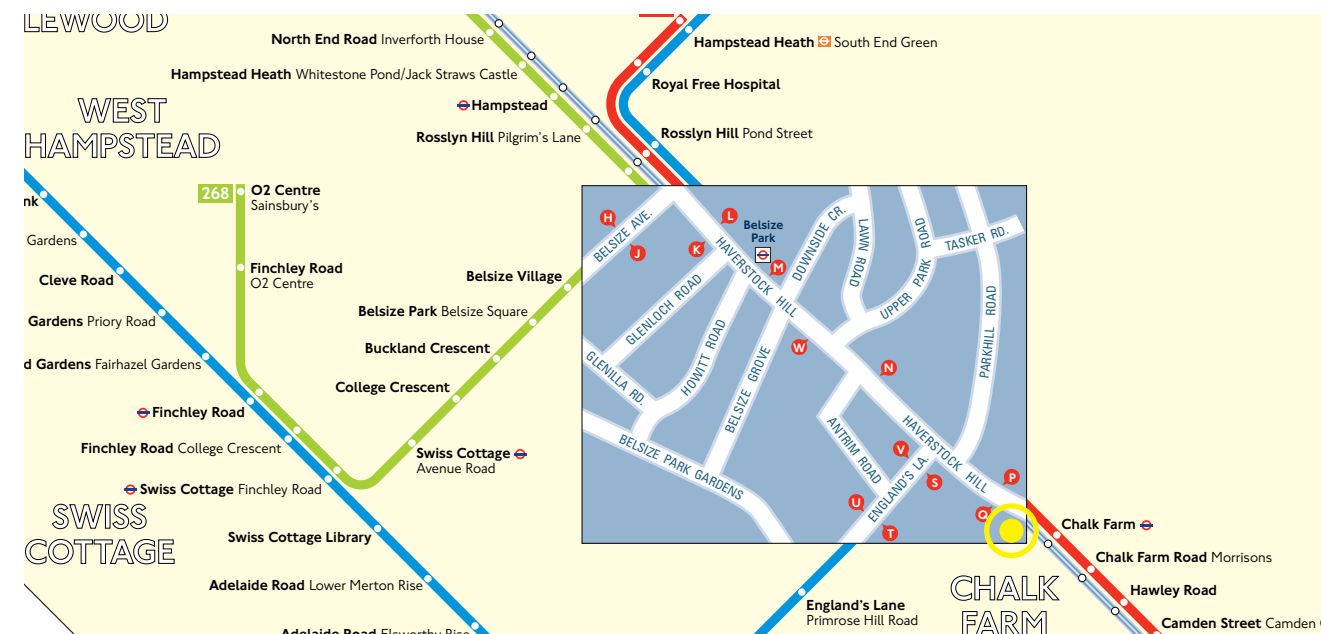 LEWOOD
North End Road Inverforth House
Hampstead Heath Whitestone Pond/Jack Straws Castle
Hampstead
Rosslyn Hill Pilgrim's Lane
Hampstead Heath South End Green
Royal Free Hospital
Rosslyn Hill Pond Street
WEST
HAMPSTEAD
268
O2 Centre
Sainsbury's
nk
Gardens
Finchley Road
O2 Centre
Cleve Road
Gardens Priory Road
d Gardens Fairhazel Gardens
Finchley Road
Finchley Road College Crescent
Swiss Cottage Finchley Road
SWISS
COTTAGE
Swiss Cottage Library
Adelaide Road Lower Merton Rise
Adelaide Road Elsworthy Rise
Belsize Village
Belsize Park Belsize Square
Buckland Crescent
College Crescent
Swiss Cottage
Avenue Road
H
BELSIZE AVE.
J
K
L
Belsize
Park
M
HAVERSTOCK HILL
DOWNSIDE CR.
LAWN ROAD
UPPER PARK ROAD
TASKER RD.
PARKHILL ROAD
GLENLOCH ROAD
GLENILLA RD.
HOWITT ROAD
BELSIZE GROVE
BELSIZE PARK GARDENS
W
N
ANTRIM ROAD
HAVERSTOCK HILL
ENGLAND'S LA.
V
S
P
Q
U
T
Chalk Farm
Chalk Farm Road Morrisons
Hawley Road
Camden Street Camden
CHALK
FARM
England's Lane
Primrose Hill Road